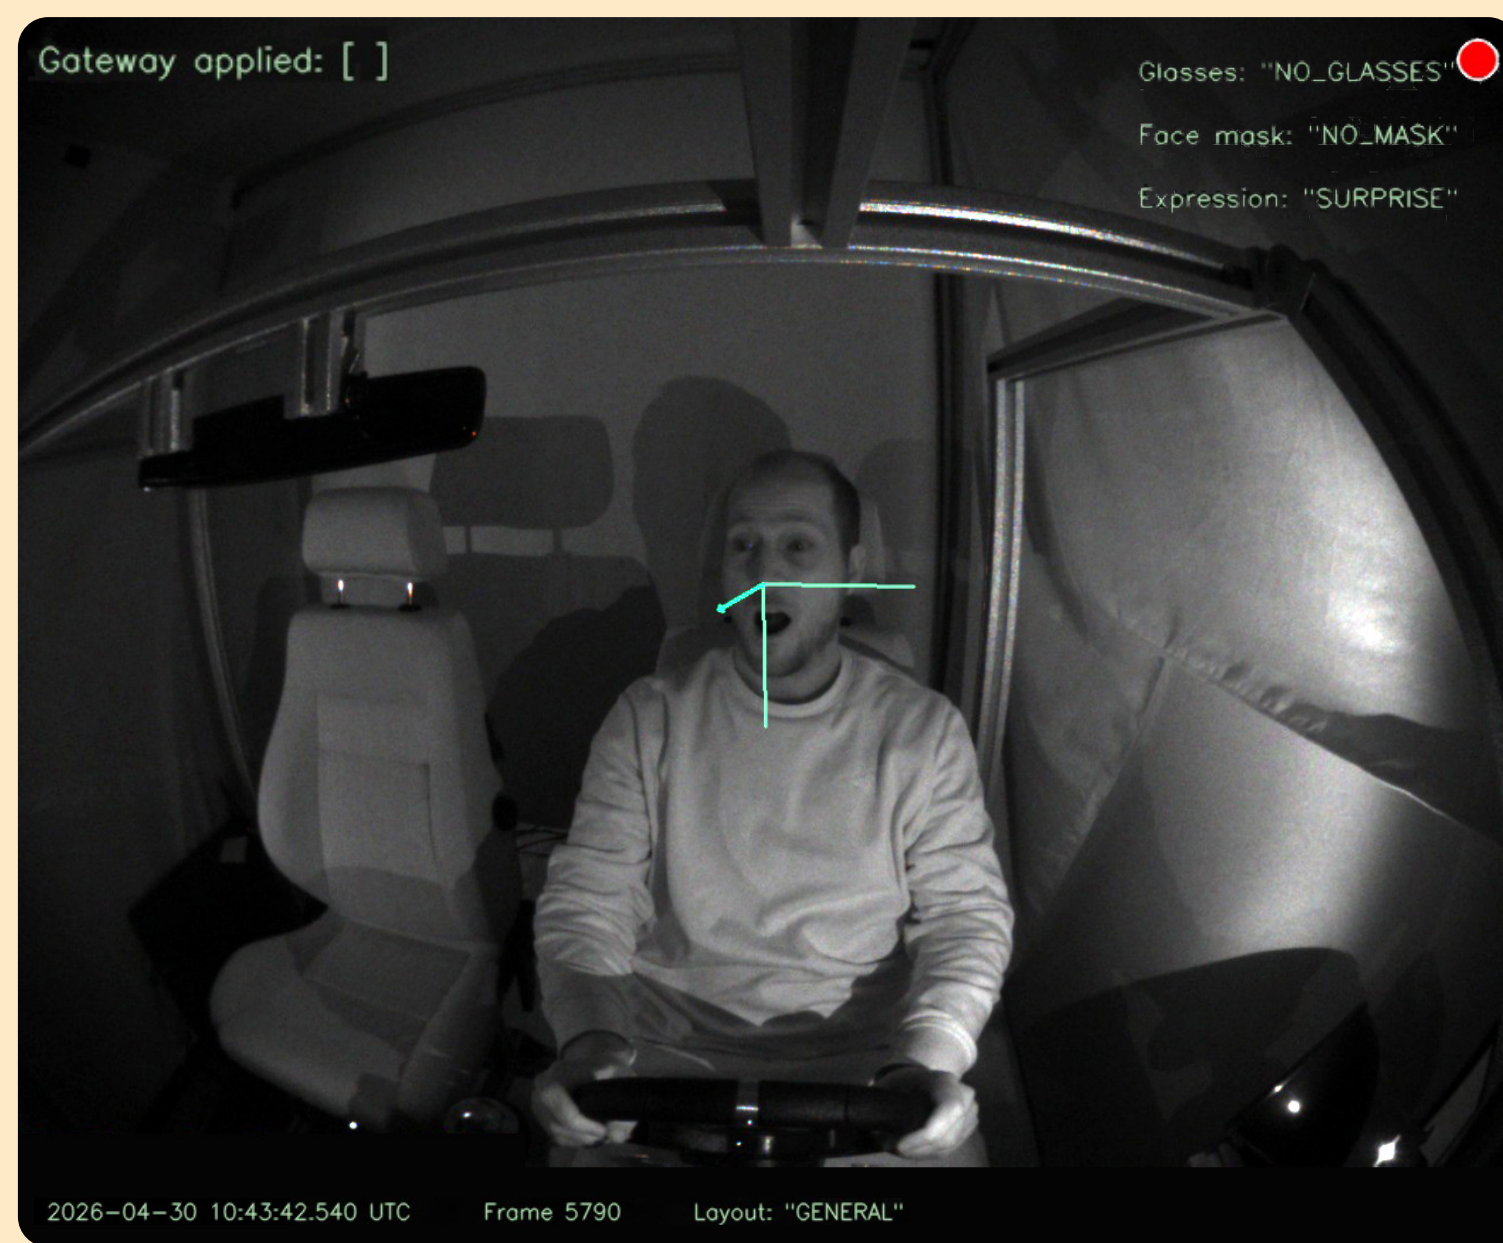 Gateway applied: [ ]
Glasses: "NO_GLASSES"
Face mask: "NO_MASK"
Expression: "SURPRISE"
2026-04-30 10:43:42.540 UTC Frame 5790 Layout: "GENERAL"